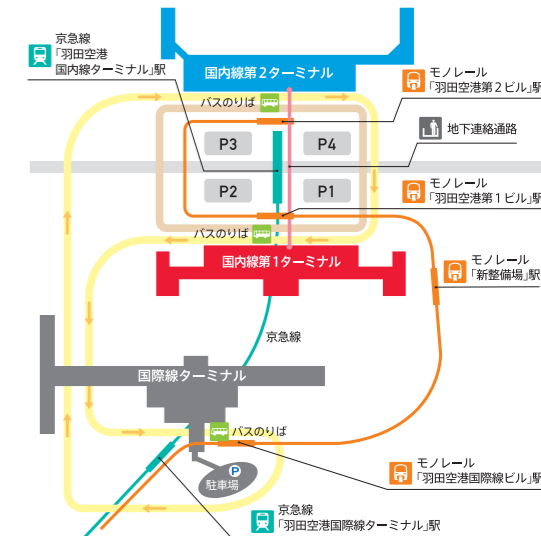 京急線
「羽田空港
国内線ターミナル」駅
国内線第2ターミナル
バスのりば
モノレール
「羽田空港第2ビル」駅
P3
P4
地下連絡通路
P2
P1
モノレール
「羽田空港第1ビル」駅
バスのりば
国内線第1ターミナル
モノレール
「新整備場」駅
京急線
国際線ターミナル
バスのりば
モノレール
「羽田空港国際線ビル」駅
P
駐車場
京急線
「羽田空港国際線ターミナル」駅